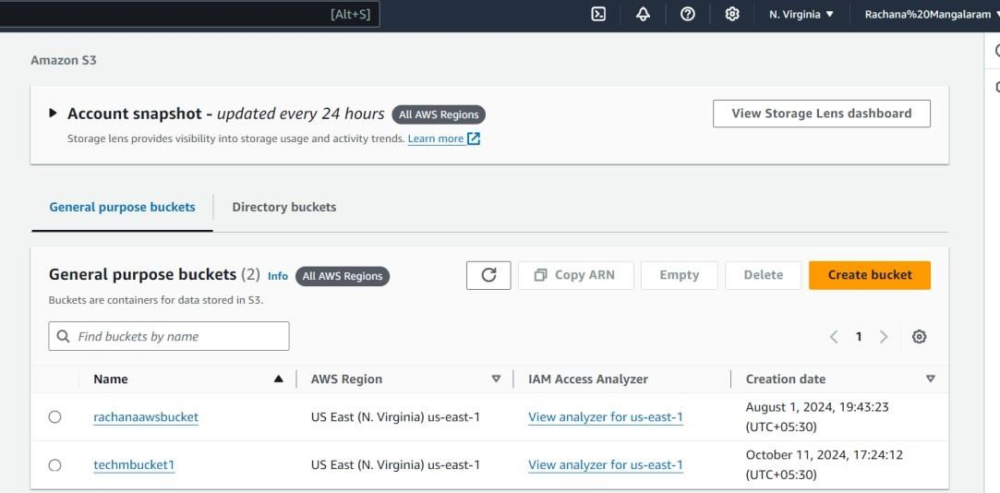 [Alt+S]
N. Virginia
Rachana%20Mangalaram
Amazon S3
Account snapshot - updated every 24 hours All AWS Regions
View Storage Lens dashboard
Storage lens provides visibility into storage usage and activity trends. Learn more
General purpose buckets
Directory buckets
General purpose buckets (2) Info All AWS Regions
Copy ARN
Empty
Delete
Create bucket
Buckets are containers for data stored in S3.
Find buckets by name
1
Name
AWS Region
IAM Access Analyzer
Creation date
rachanaawsbucket
US East (N. Virginia) us-east-1
View analyzer for us-east-1
August 1, 2024, 19:43:23
(UTC+05:30)
techmbucket1
US East (N. Virginia) us-east-1
View analyzer for us-east-1
October 11, 2024, 17:24:12
(UTC+05:30)